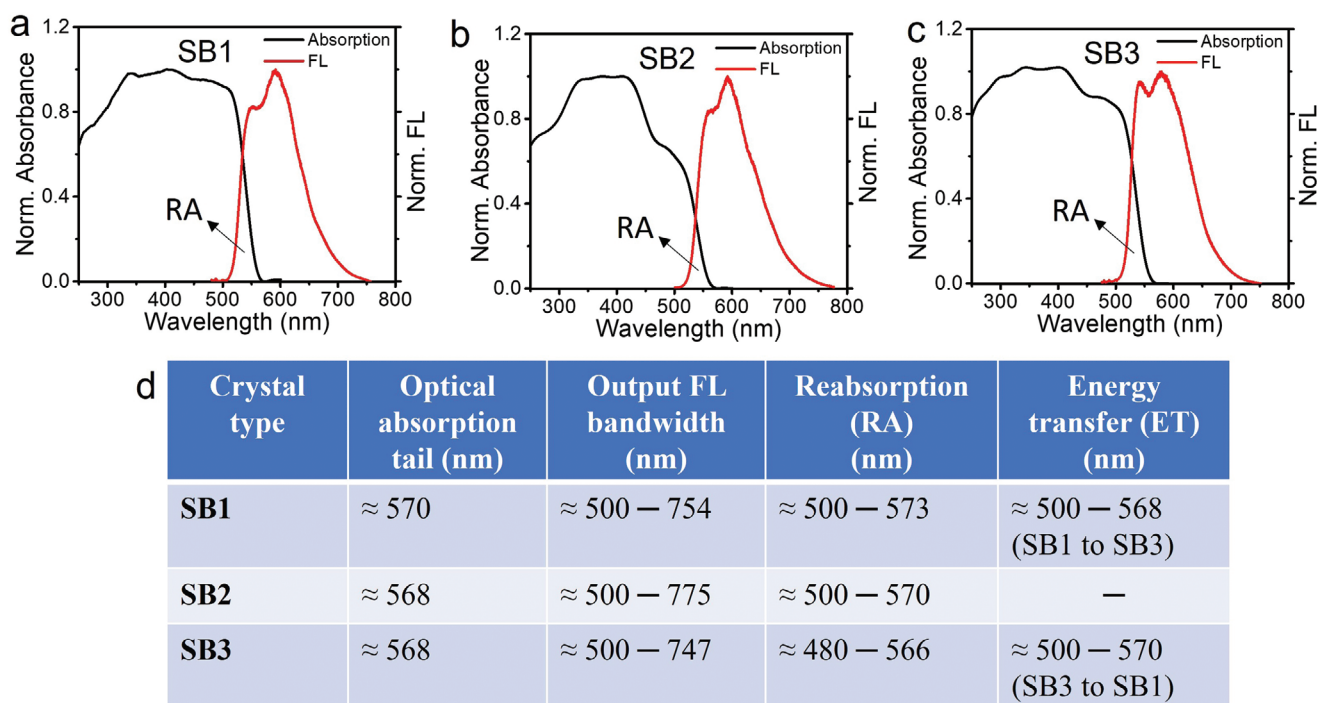 a
1.2
SB1
Absorption
FL
0.8
0.4
0.0
RA
Norm. Absorbance
Norm. FL
300 400 500 600 700 800
Wavelength (nm)
b
1.2
SB2
Absorption
FL
0.8
0.4
0.0
RA
Norm. Absorbance
Norm. FL
300 400 500 600 700 800
Wavelength (nm)
c
1.2
SB3
Absorption
FL
0.8
0.4
0.0
RA
Norm. Absorbance
Norm. FL
300 400 500 600 700 800
Wavelength (nm)
d
Crystal type
Optical absorption tail (nm)
Output FL bandwidth (nm)
Reabsorption (RA) (nm)
Energy transfer (ET) (nm)
SB1 ≈ 570 ≈ 500 – 754 ≈ 500 – 573 ≈ 500 – 568
(SB1 to SB3)
SB2 ≈ 568 ≈ 500 – 775 ≈ 500 – 570 –
SB3 ≈ 568 ≈ 500 – 747 ≈ 480 – 566 ≈ 500 – 570
(SB3 to SB1)